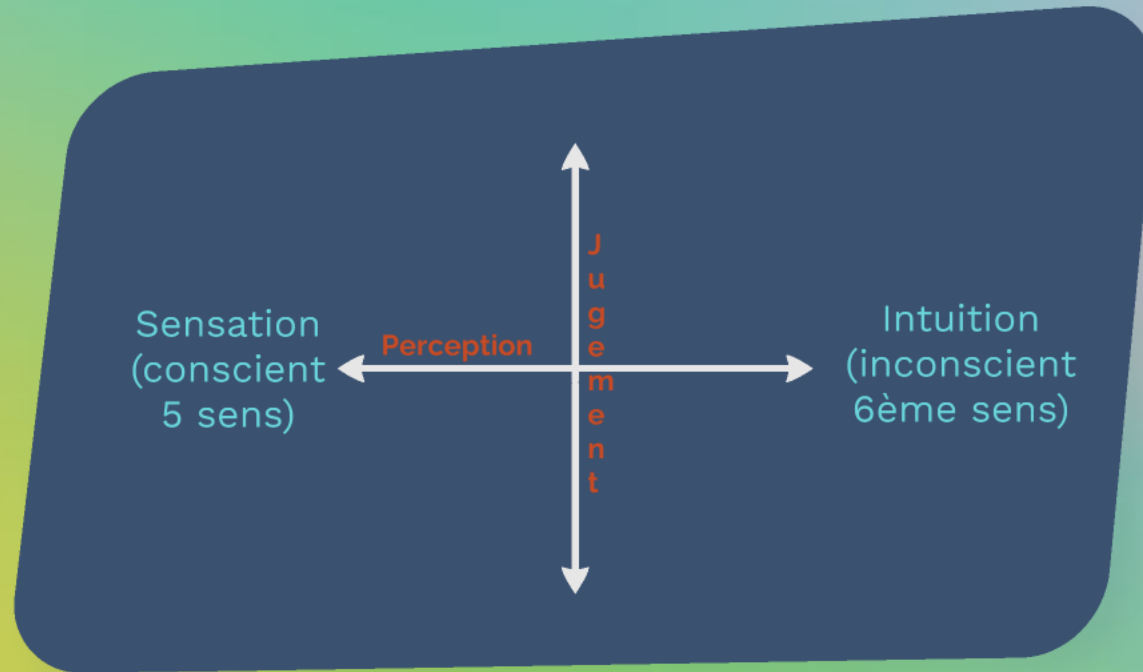 Sensation
(conscient
5 sens)
Perception
Jugement
Intuition
(inconscient
6ème sens)